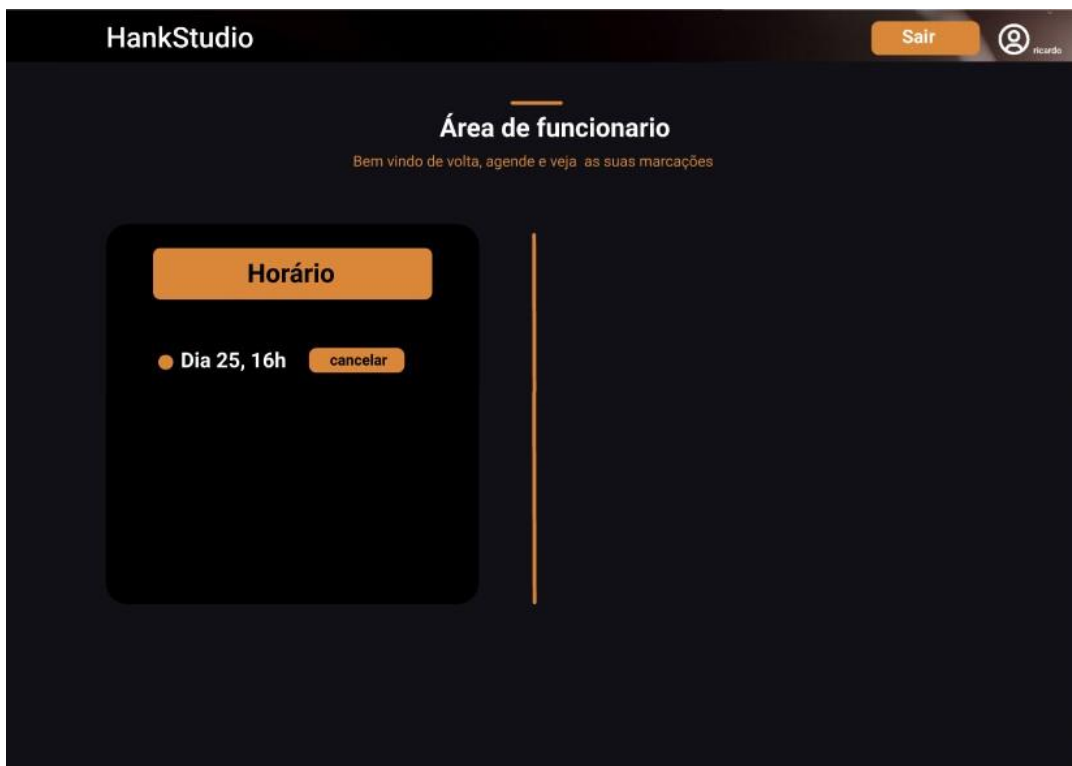 HankStudio
Sair
ricardo
Área de funcionario
Bem vindo de volta, agende e veja as suas marcações
Horário
Dia 25, 16h
cancelar